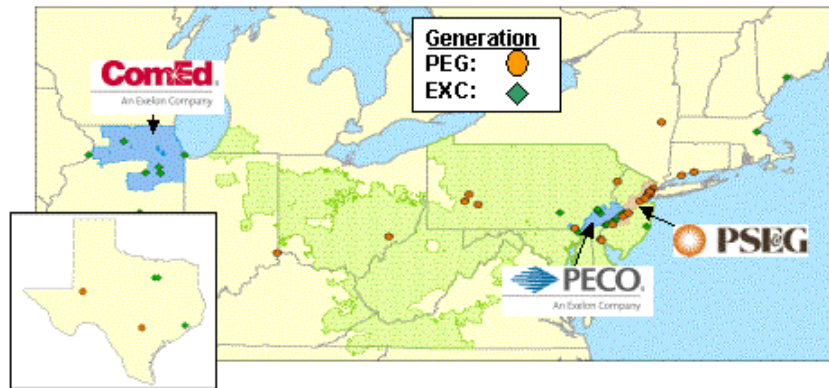 Generation
PEG:
EXC:
ComEd®
An Exelon Company
PSEG
PECO®
An Exelon Company